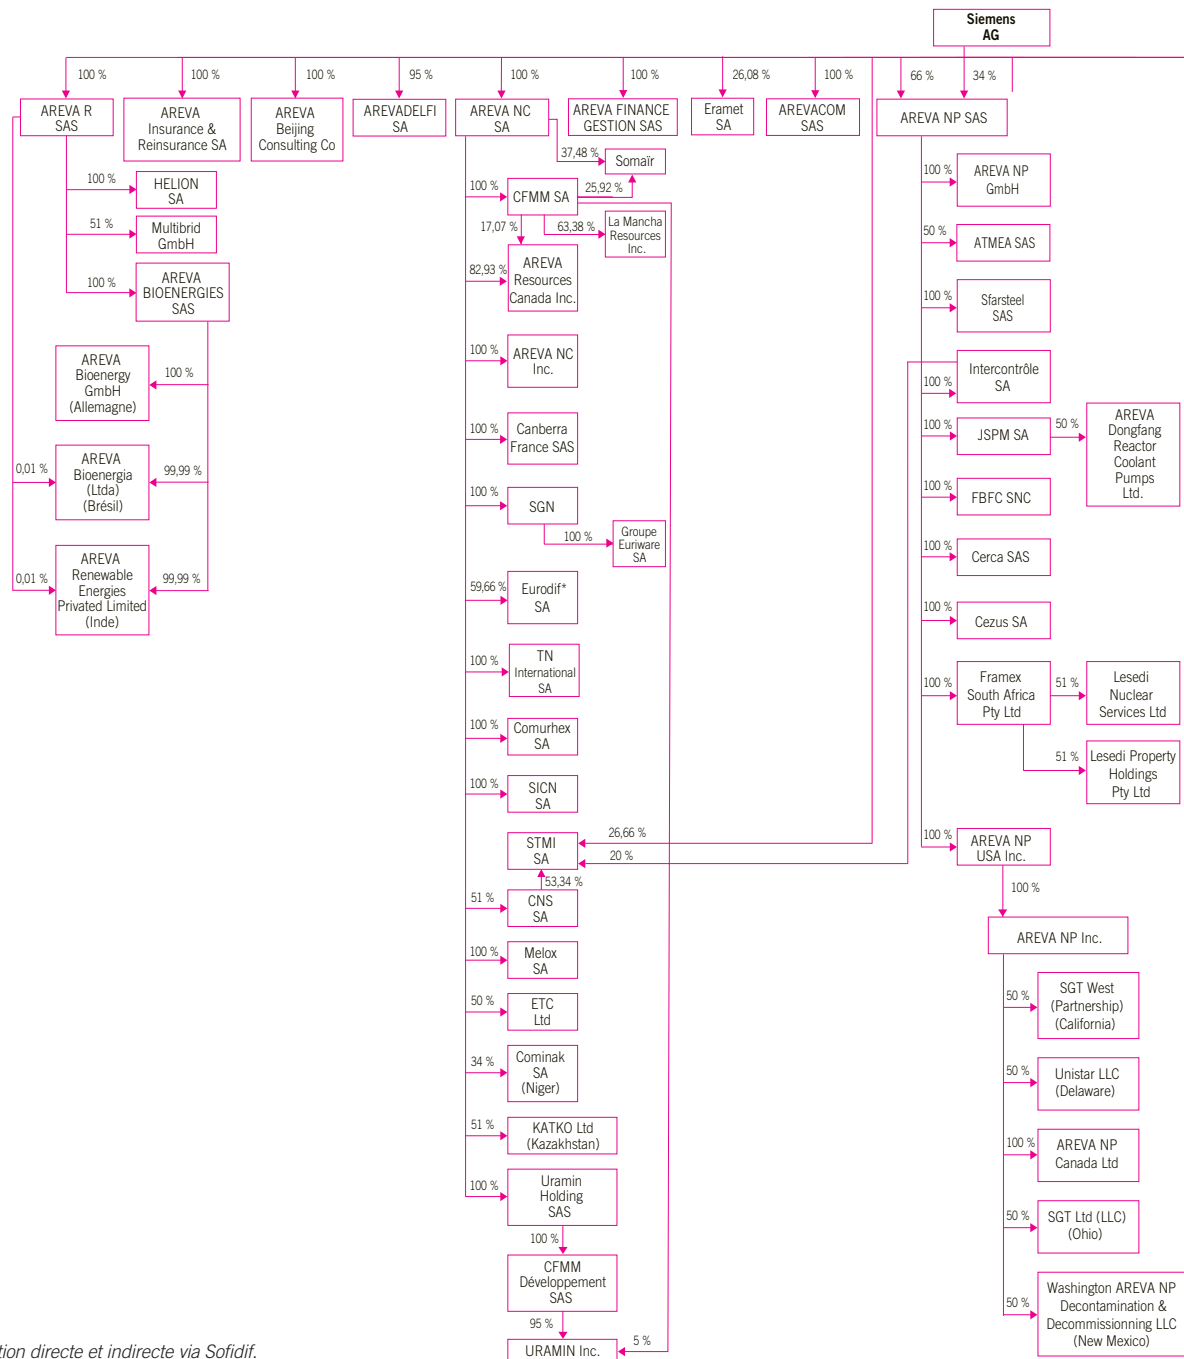 Siemens
AG
100 %
100 %
100 %
95 %
100 %
100 %
26,08 %
100 %
66 %
34 %
AREVA R
SAS
AREVA
Insurance &
Reinsurance SA
AREVA
Beijing
Consulting Co
AREVADELFI
SA
AREVA NC
SA
AREVA FINANCE
GESTION SAS
Eramet
SA
AREVACOM
SAS
AREVA NP SAS
100 %
HELION
SA
51 %
Multibrid
GmbH
100 %
AREVA
BIOENERGIES
SAS
AREVA
Bioenergy
GmbH
(Allemagne)
100 %
0,01 %
AREVA
Bioenergia
(Ltda)
(Brésil)
99,99 %
0,01 %
AREVA
Renewable
Energies
Privated Limited
(Inde)
99,99 %
37,48 %
Somaïr
100 %
CFMM SA
25,92 %
17,07 %
63,38 %
La Mancha
Resources
Inc.
82,93 %
AREVA
Resources
Canada Inc.
100 %
AREVA NC
Inc.
100 %
Canberra
France SAS
100 %
SGN
100 %
Groupe
Euriware
SA
59,66 %
Eurodif*
SA
100 %
TN
International
SA
100 %
Comurhex
SA
100 %
SICN
SA
STMI
SA
26,66 %
20 %
53,34 %
51 %
CNS
SA
100 %
Melox
SA
50 %
ETC
Ltd
34 %
Cominak
SA
(Niger)
51 %
KATKO Ltd
(Kazakhstan)
100 %
Uramin
Holding
SAS
100 %
CFMM
Développement
SAS
95 %
URAMIN Inc.
5 %
100 %
AREVA NP
GmbH
50 %
ATMEA SAS
100 %
Sfarsteel
SAS
100 %
Intercontrôle
SA
100 %
JSPM SA
50 %
AREVA
Dongfang
Reactor
Coolant
Pumps
Ltd.
100 %
FBFC SNC
100 %
Cerca SAS
100 %
Cezus SA
100 %
Framex
South Africa
Pty Ltd
51 %
Lesedi
Nuclear
Services Ltd
51 %
Lesedi Property
Holdings
Pty Ltd
100 %
AREVA NP
USA Inc.
100 %
AREVA NP Inc.
50 %
SGT West
(Partnership)
(California)
50 %
Unistar LLC
(Delaware)
100 %
AREVA NP
Canada Ltd
50 %
SGT Ltd (LLC)
(Ohio)
50 %
Washington AREVA NP
Decontamination &
Decommissionning LLC
(New Mexico)
tion directe et indirecte via Sofidif.